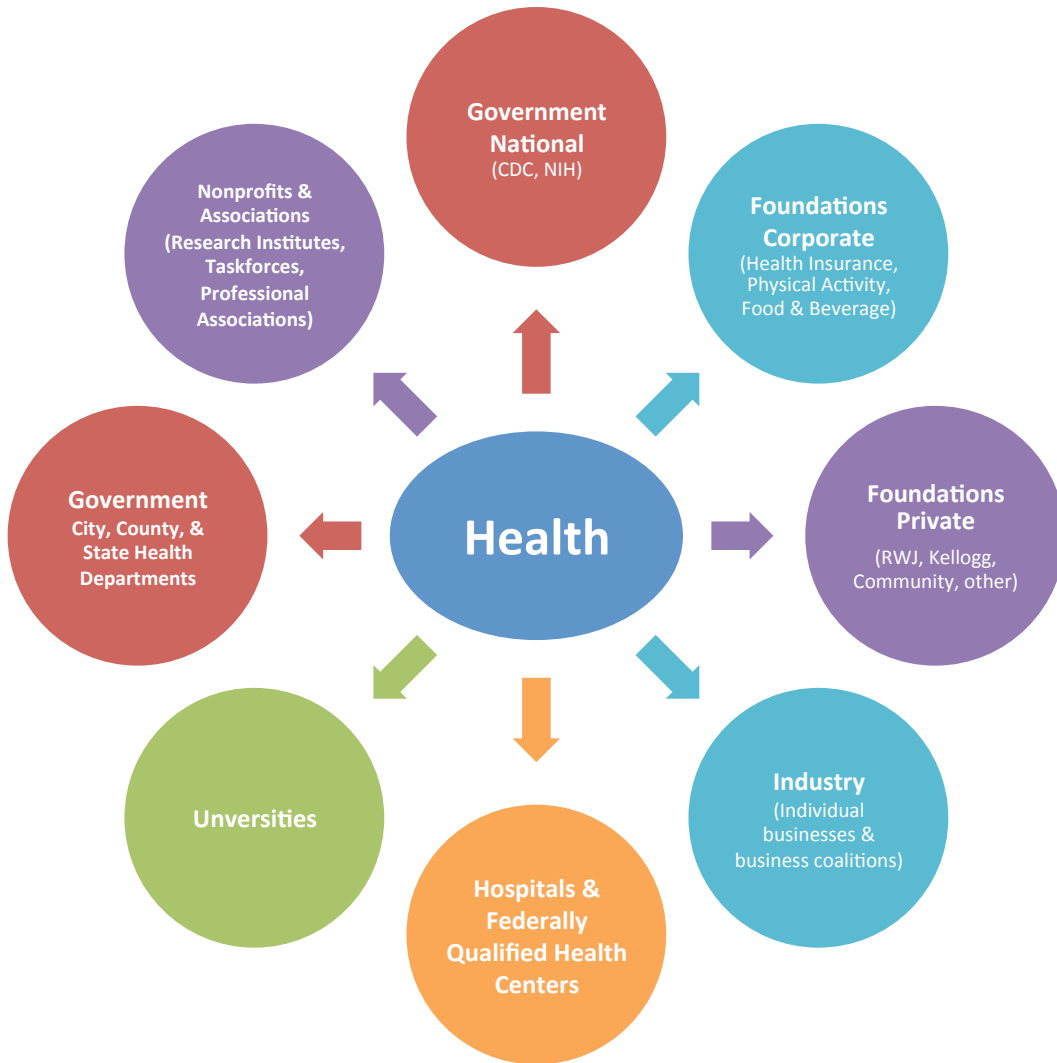 Government
National
(CDC, NIH)
Foundations
Corporate
(Health Insurance,
Physical Activity,
Food & Beverage)
Foundations
Private
(RWJ, Kellogg,
Community, other)
Industry
(Individual
businesses &
business coalitions)
Hospitals &
Federally
Qualified Health
Centers
Unversities
Government
City, County, &
State Health
Departments
Nonprofits &
Associations
(Research Institutes,
Taskforces,
Professional
Associations)
Health